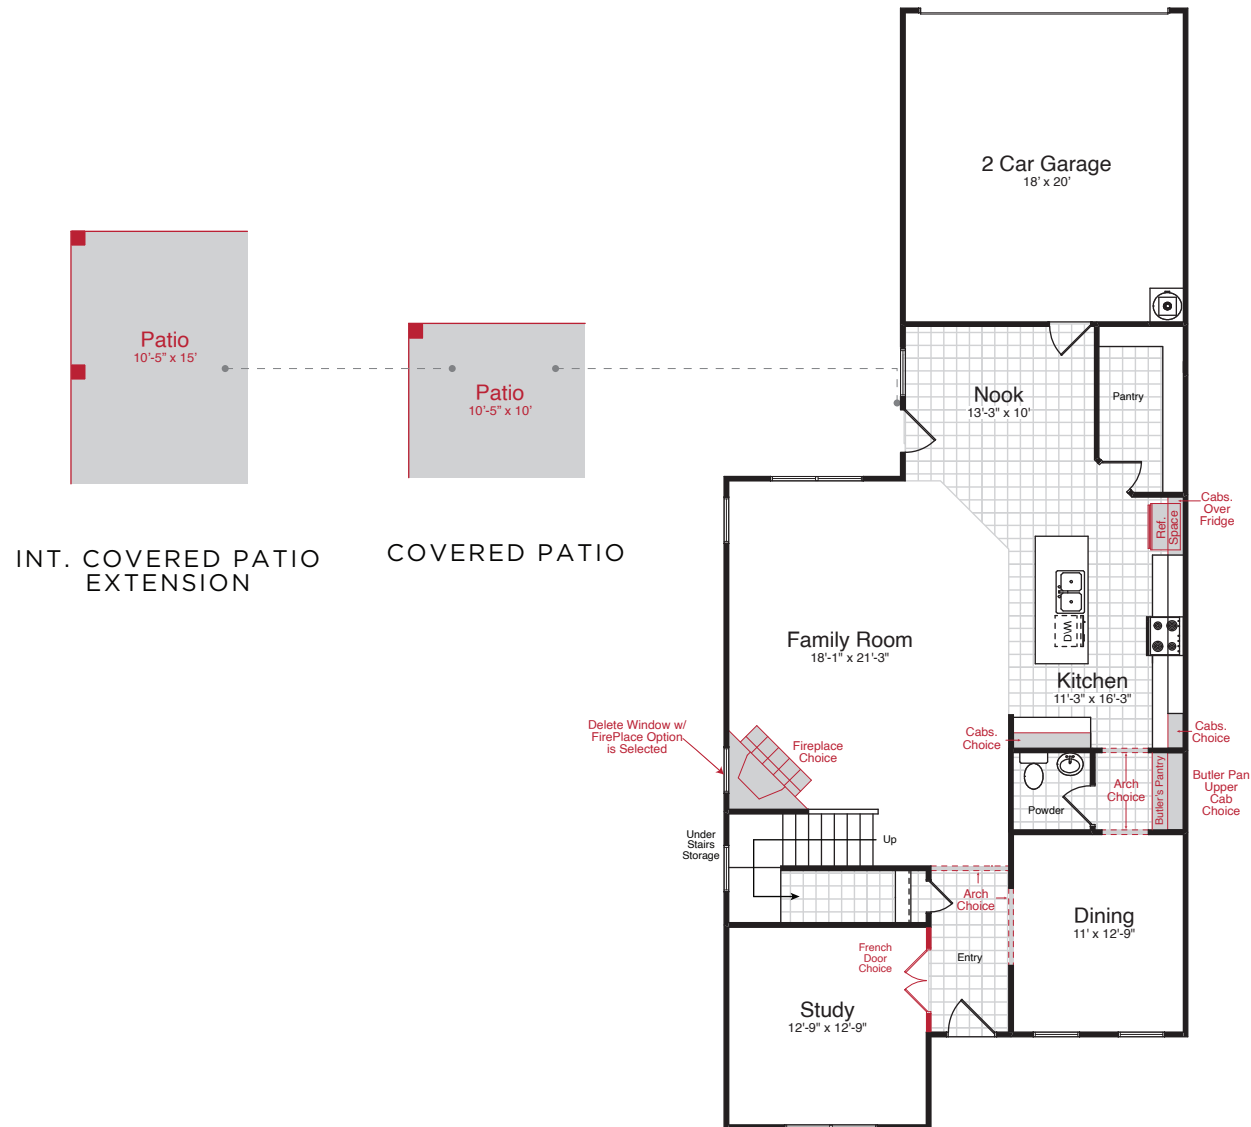 2 Car Garage
18' x 20'
Patio
10'-5" x 15'
Patio
10'-5" x 10'
INT. COVERED PATIO
EXTENSION
COVERED PATIO
Nook
13'-3" x 10'
Pantry
Cabs.
Over
Fridge
Ref.
Space
DW
Family Room
18'-1" x 21'-3"
Kitchen
11'-3" x 16'-3"
Delete Window w/
FirePlace Option
is Selected
Fireplace
Choice
Cabs.
Choice
Cabs.
Choice
Arch
Choice
Butler's Pantry
Butler Pan
Upper
Cab
Choice
Powder
Under
Stairs
Storage
Up
Arch
Choice
Dining
11' x 12'-9"
French
Door
Choice
Entry
Study
12'-9" x 12'-9"